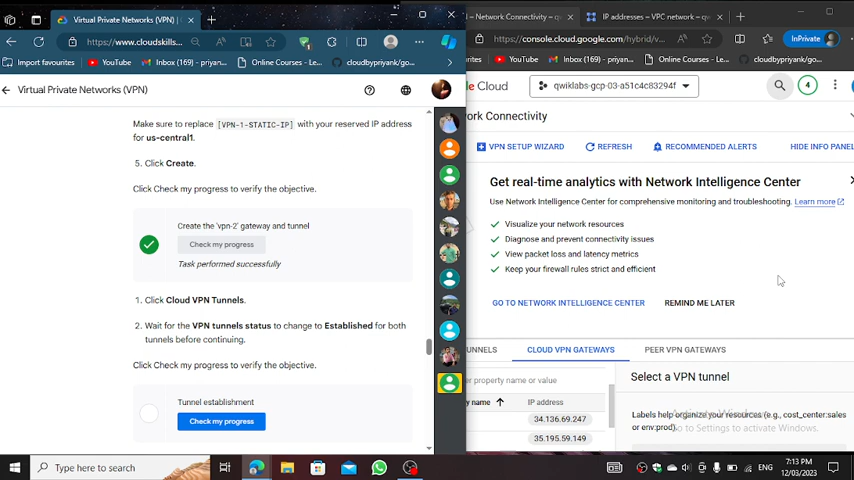 Virtual Private Networks (VPN) |
https://www.cloudskills...
Import favourites
YouTube
Inbox (169) - priyan...
Online Courses - Le...
cloudbypriyank/go...
Virtual Private Networks (VPN)
Make sure to replace [VPN-1-STATIC-IP] with your reserved IP address
for us-central1.
5. Click Create.
Click Check my progress to verify the objective.
Create the 'vpn-2' gateway and tunnel
Check my progress
Task performed successfully
1. Click Cloud VPN Tunnels.
2. Wait for the VPN tunnels status to change to Established for both
tunnels before continuing.
Click Check my progress to verify the objective.
Tunnel establishment
Check my progress
– Network Connectivity –
IP addresses – VPC network –
https://console.cloud.google.com/hybrid/v...
InPrivate
YouTube
Inbox (169) - priyan...
Online Courses - Le...
cloudbypriyank/go...
gle Cloud
qwiklabs-gcp-03-a51c4c83294f
4
ork Connectivity
VPN SETUP WIZARD
REFRESH
RECOMMENDED ALERTS
HIDE INFO PANEL
Get real-time analytics with Network Intelligence Center
Use Network Intelligence Center for comprehensive monitoring and troubleshooting. Learn more
Visualize your network resources
Diagnose and prevent connectivity issues
View packet loss and latency metrics
Keep your firewall rules strict and efficient
GO TO NETWORK INTELLIGENCE CENTER
REMIND ME LATER
UNNELS
CLOUD VPN GATEWAYS
PEER VPN GATEWAYS
er property name or value
y name
IP address
34.136.69.247
35.195.59.149
Select a VPN tunnel
Labels help organize your resources (e.g., cost_center:sales
or env:prod).
Activate Windows
Go to Settings to activate Windows.
Type here to search
ENG
7:13 PM
12/03/2023